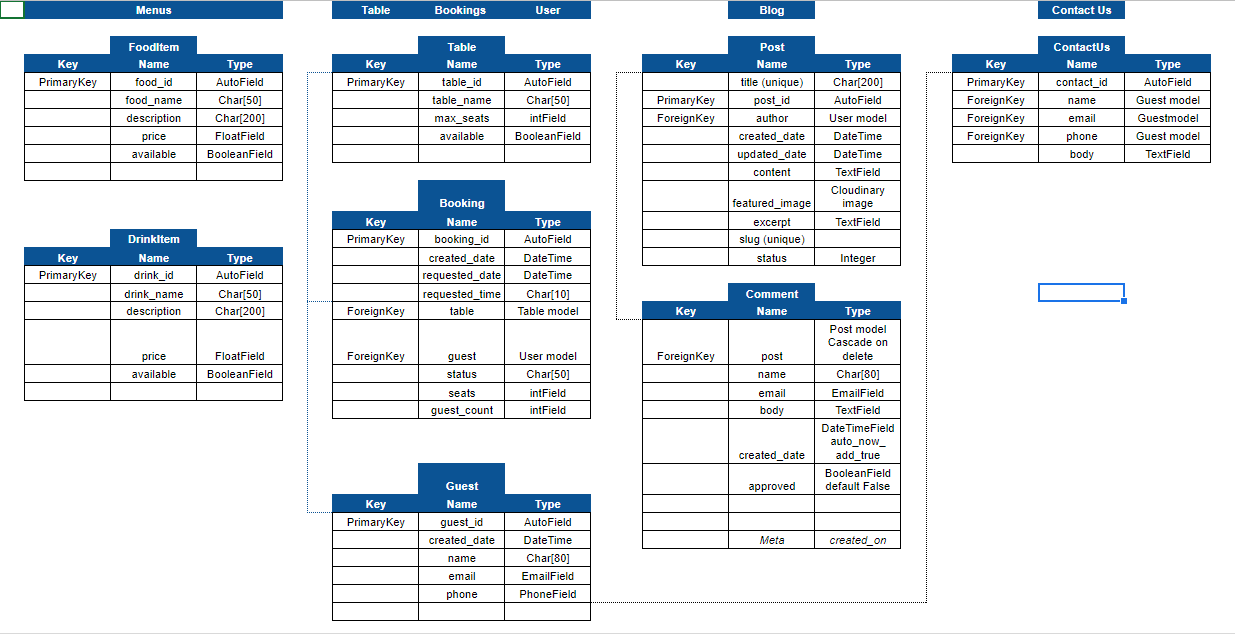 Menus
FoodItem
Key Name Type
PrimaryKey food_id AutoField
food_name Char[50]
description Char[200]
price FloatField
available BooleanField
DrinkItem
Key Name Type
PrimaryKey drink_id AutoField
drink_name Char[50]
description Char[200]
price FloatField
available BooleanField
Table Bookings User
Table
Key Name Type
PrimaryKey table_id AutoField
table_name Char[50]
max_seats intField
available BooleanField
Booking
Key Name Type
PrimaryKey booking_id AutoField
created_date DateTime
requested_date DateTime
requested_time Char[10]
ForeignKey table Table model
ForeignKey guest User model
status Char[50]
seats intField
guest_count intField
Guest
Key Name Type
PrimaryKey guest_id AutoField
created_date DateTime
name Char[80]
email EmailField
phone PhoneField
Blog
Post
Key Name Type
title (unique) Char[200]
PrimaryKey post_id AutoField
ForeignKey author User model
created_date DateTime
updated_date DateTime
content TextField
Cloudinary
featured_image image
excerpt TextField
slug (unique)
status Integer
Comment
Key Name Type
Post model
Cascade on
ForeignKey post delete
name Char[80]
email EmailField
body TextField
DateTimeField
auto_now_
created_date add_true
BooleanField
approved default False
Meta created_on
Contact Us
ContactUs
Key Name Type
PrimaryKey contact_id AutoField
ForeignKey name Guest model
ForeignKey email Guestmodel
ForeignKey phone Guest model
body TextField